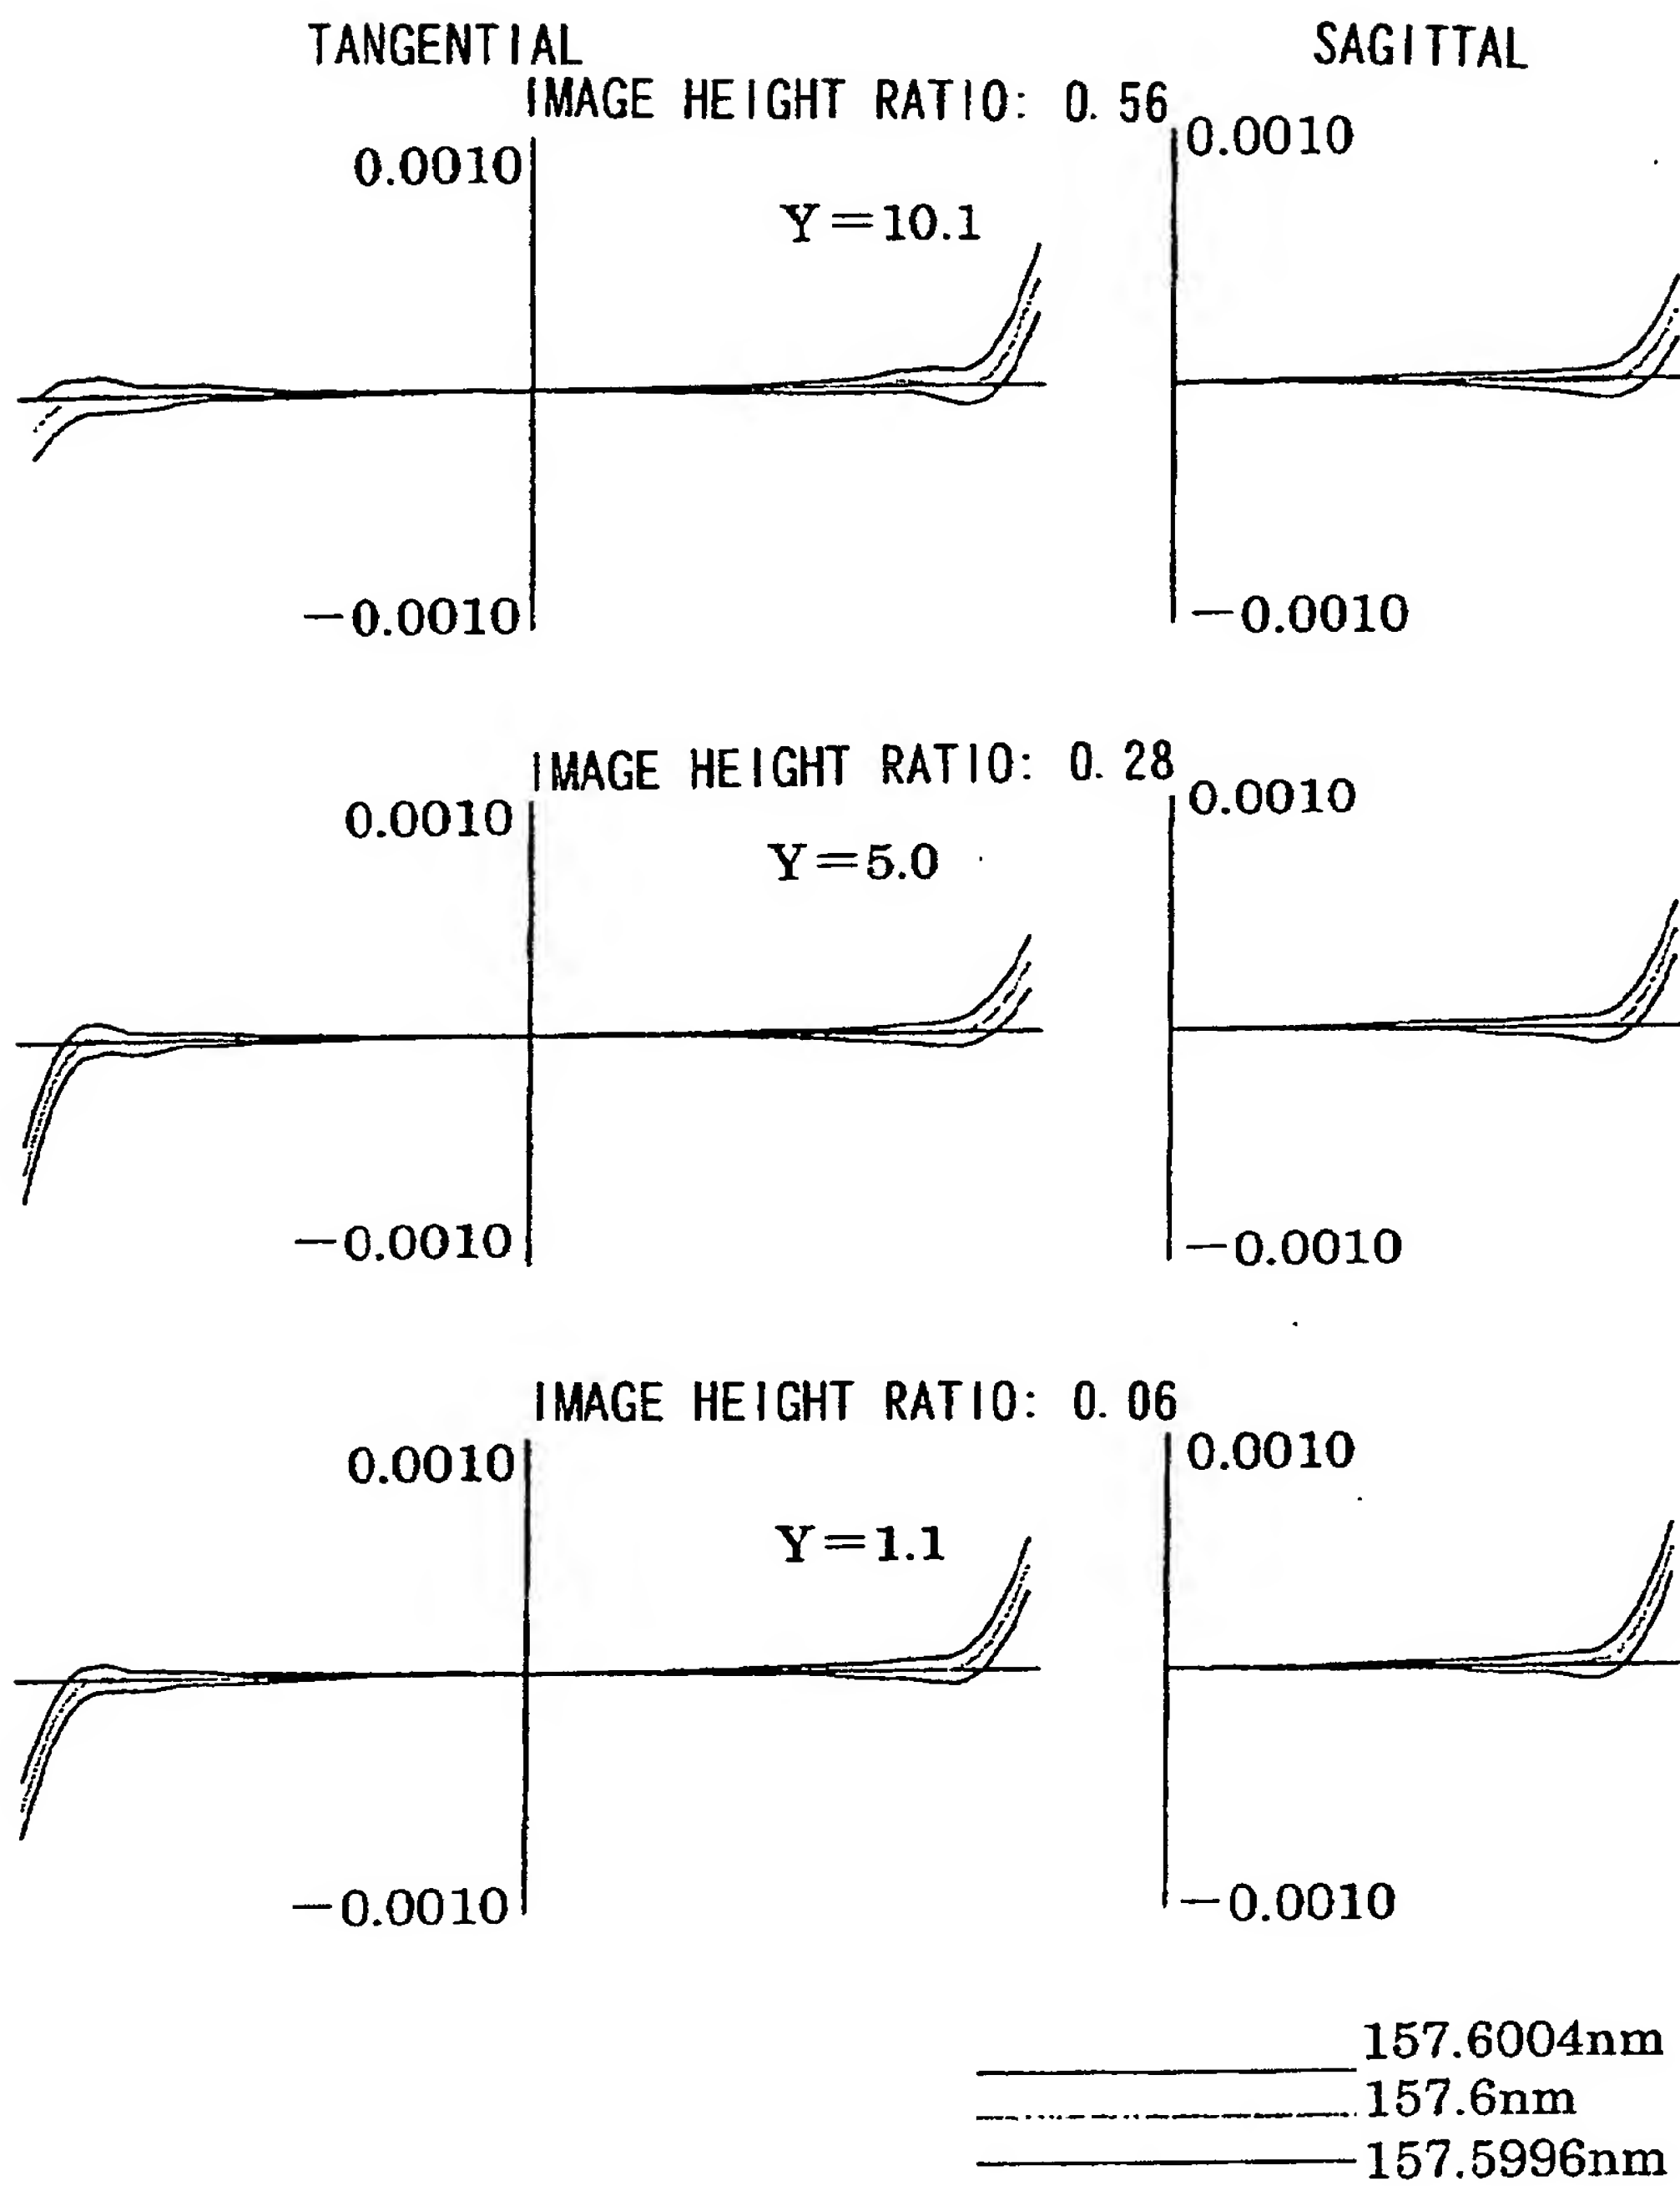 TANGENTIAL
SAGITTAL
IMAGE HEIGHT RATIO: 0.56
0.0010
0.0010
Y=10.1
−0.0010
−0.0010
IMAGE HEIGHT RATIO: 0.28
0.0010
0.0010
Y=5.0
−0.0010
−0.0010
IMAGE HEIGHT RATIO: 0.06
0.0010
0.0010
Y=1.1
−0.0010
−0.0010
157.6004nm
157.6nm
157.5996nm